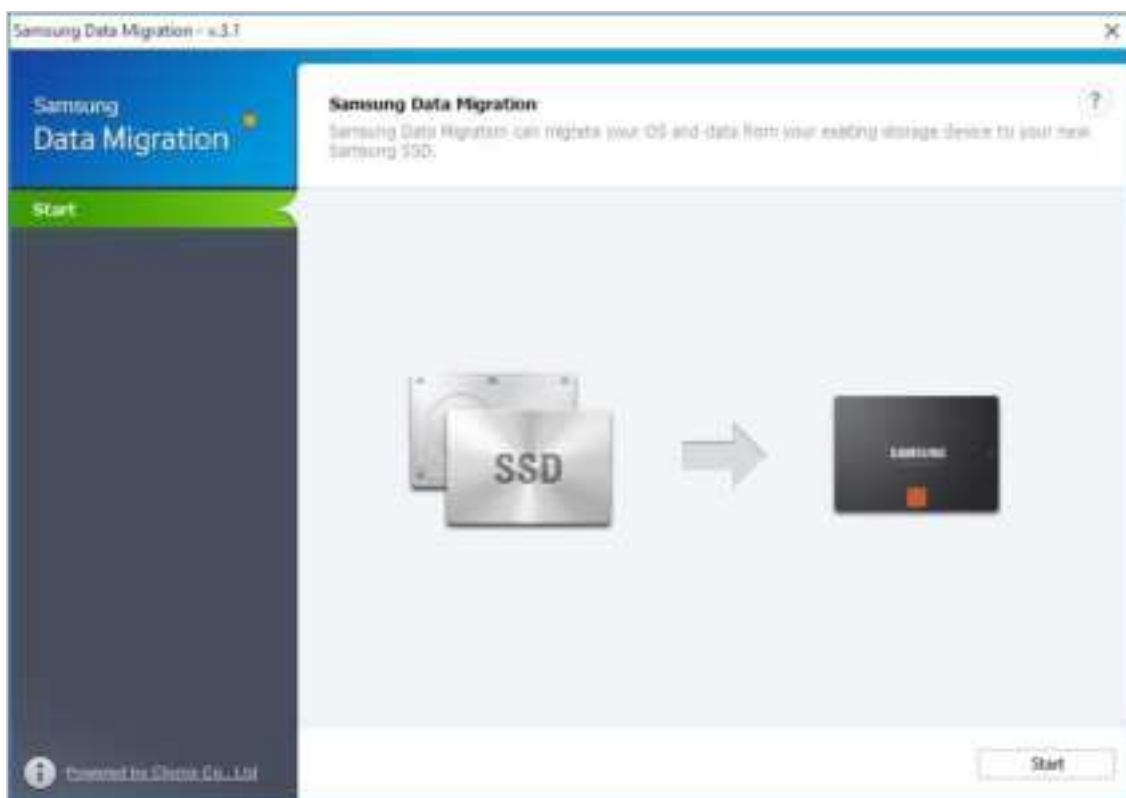 Samsung Data Migration - v.3.1
Samsung
Data Migration
Samsung Data Migration
?
Samsung Data Migration can migrate your OS and data from your existing storage device to your new
Samsung SSD.
Start
SSD
SAMSUNG
Powered by Clonix Co., Ltd
Start